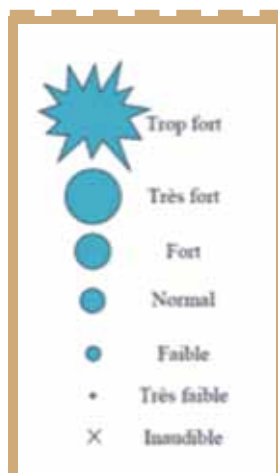 Trop fort
Très fort
Fort
Normal
Faible
Très faible
Inaudible